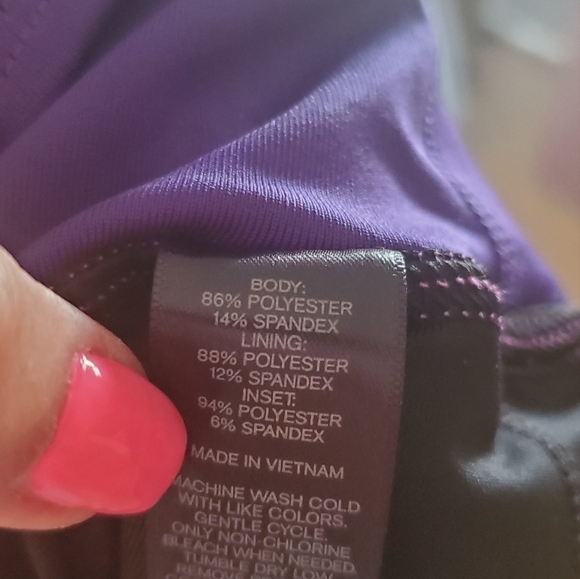 BODY:
86% POLYESTER
14% SPANDEX
LINING:
88% POLYESTER
12% SPANDEX
INSET:
94% POLYESTER
6% SPANDEX
MADE IN VIETNAM
MACHINE WASH COLD
WITH LIKE COLORS.
GENTLE CYCLE.
ONLY NON-CHLORINE
BLEACH WHEN NEEDED.
TUMBLE DRY LOW
REMOVE